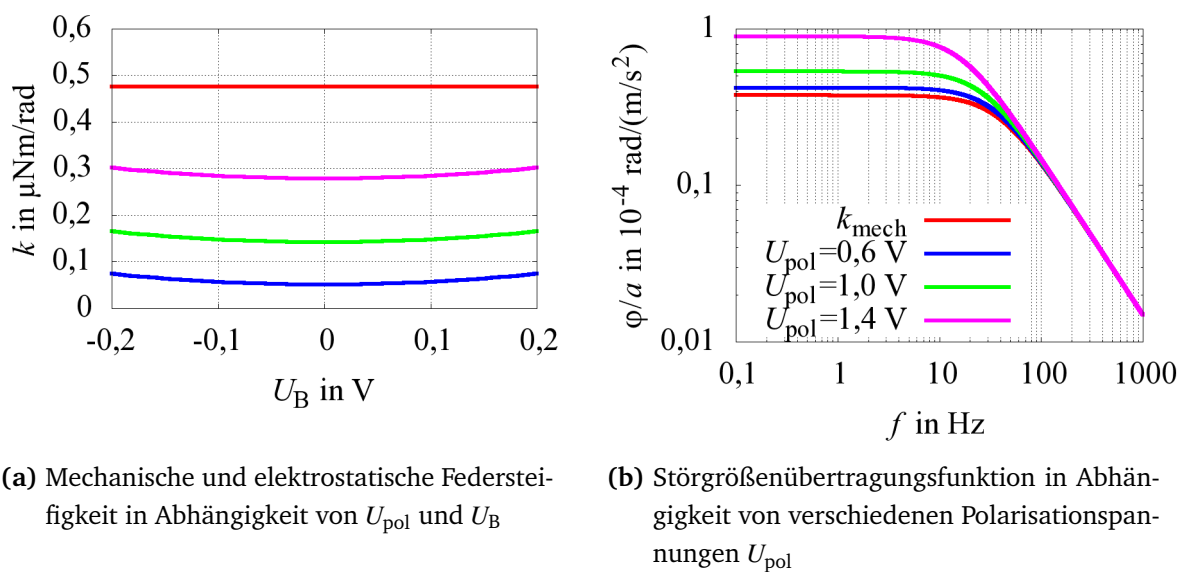 0,6
0,5
0,4
0,3
0,2
0,1
0
k in µNm/rad
-0,2 -0,1 0 0,1 0,2
U_B in V
1
0,1
0,01
φ/a in 10⁻⁴ rad/(m/s²)
k_mech
U_pol=0,6 V
U_pol=1,0 V
U_pol=1,4 V
0,1 1 10 100 1000
f in Hz
(a) Mechanische und elektrostatische Federstei-
figkeit in Abhängigkeit von U_pol und U_B
(b) Störgrößenübertragungsfunktion in Abhän-
gigkeit von verschiedenen Polarisationspan-
nungen U_pol